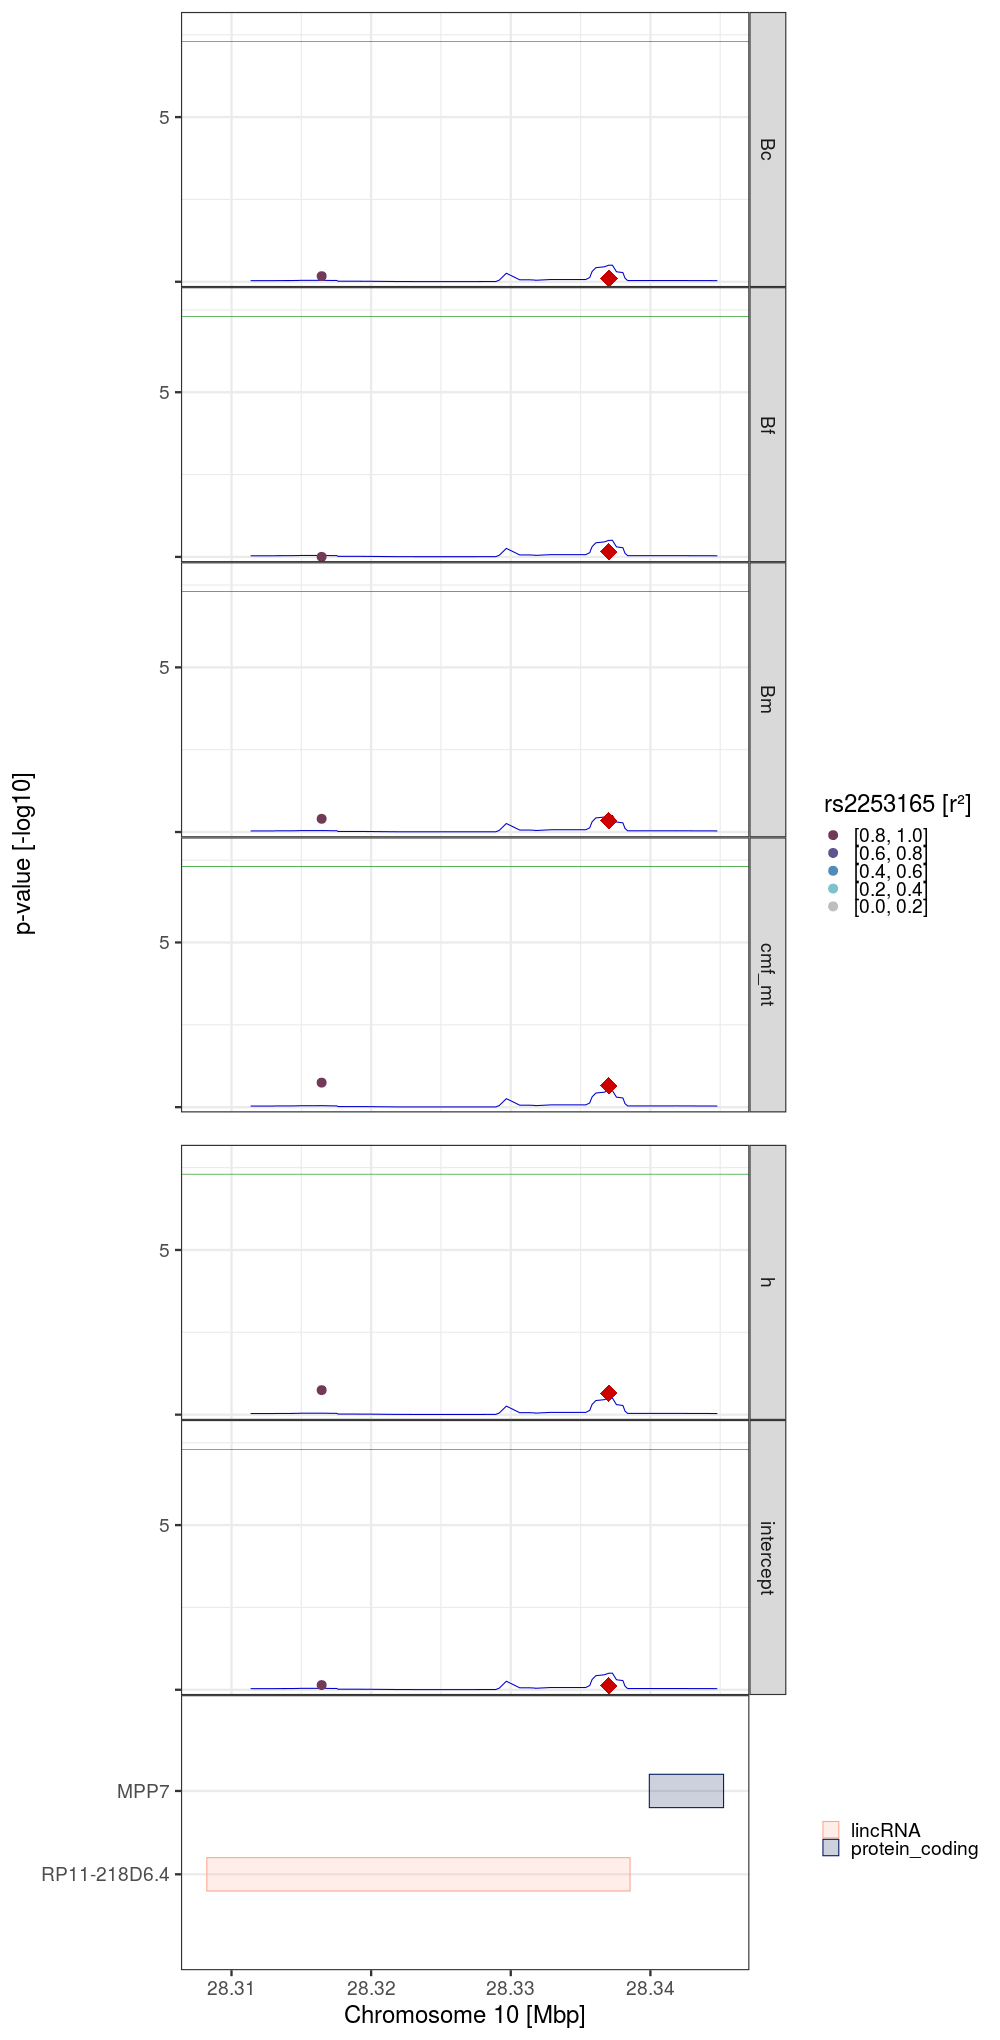 5
Bc
5
Bf
5
Bm
p-value [-log10]
rs2253165 [r²]
[0.8, 1.0]
[0.6, 0.8]
[0.4, 0.6]
[0.2, 0.4]
[0.0, 0.2]
5
cmf_mt
5
h
5
intercept
MPP7
RP11-218D6.4
lincRNA
protein_coding
28.31 28.32 28.33 28.34
Chromosome 10 [Mbp]